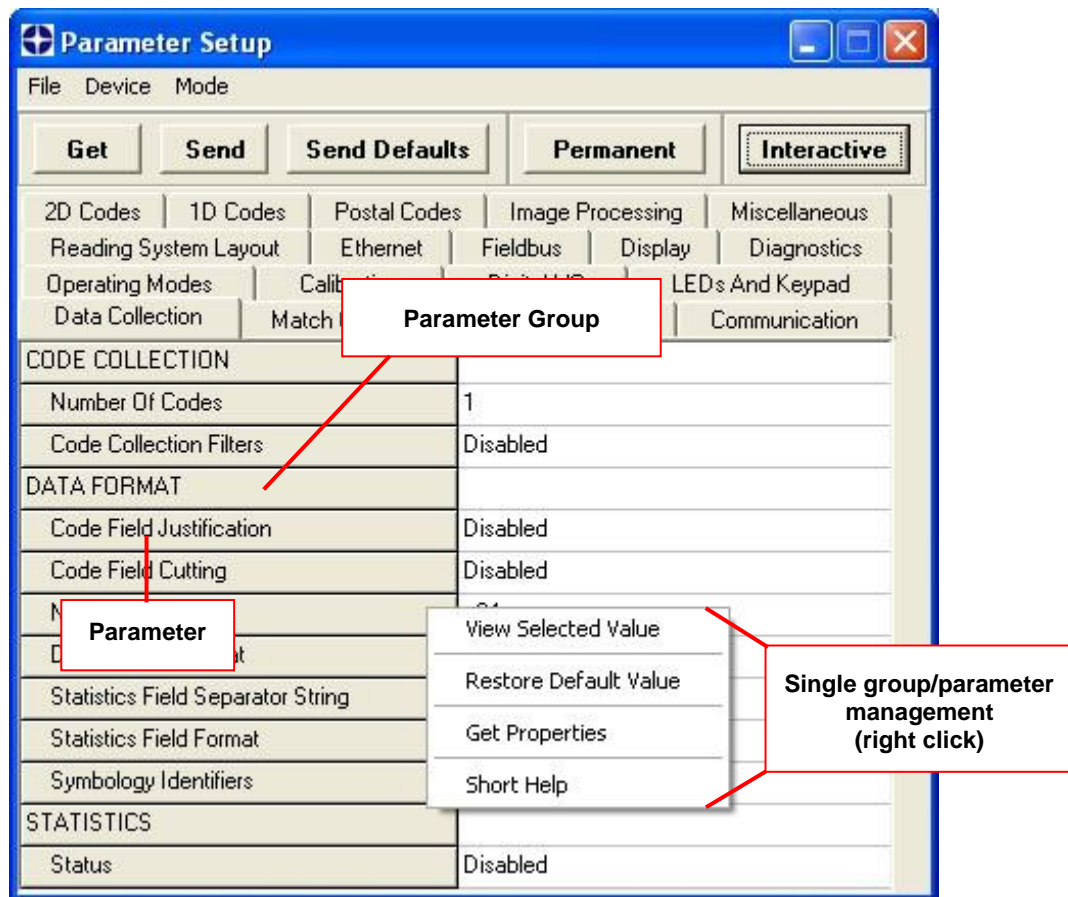 Parameter Setup
File Device Mode
Get Send Send Defaults Permanent Interactive
2D Codes 1D Codes Postal Codes Image Processing Miscellaneous
Reading System Layout Ethernet Fieldbus Display Diagnostics
Operating Modes LEDs And Keypad
Data Collection Match Communication
Parameter Group
CODE COLLECTION
Number Of Codes 1
Code Collection Filters Disabled
DATA FORMAT
Code Field Justification Disabled
Code Field Cutting Disabled
Parameter
Statistics Field Separator String
Statistics Field Format
Symbology Identifiers
View Selected Value
Restore Default Value
Get Properties
Short Help
Single group/parameter
management
(right click)
STATISTICS
Status Disabled